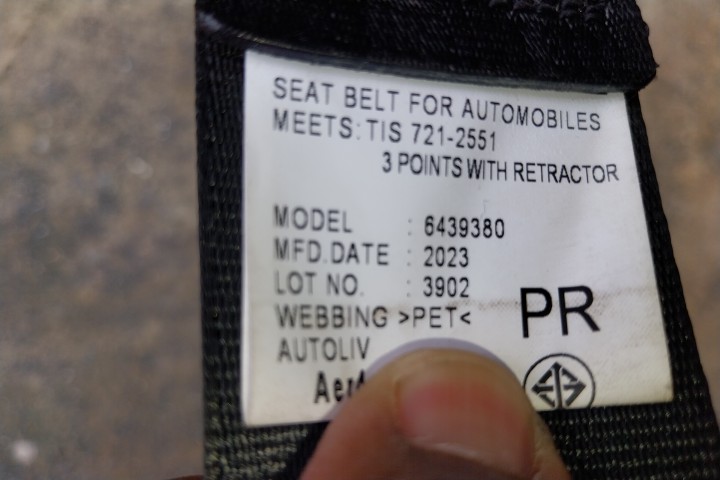 SEAT BELT FOR AUTOMOBILES
MEETS: TIS 721-2551
3 POINTS WITH RETRACTOR
MODEL : 6439380
MFD.DATE : 2023
LOT NO. : 3902
WEBBING >PET<
PR
AUTOLIV